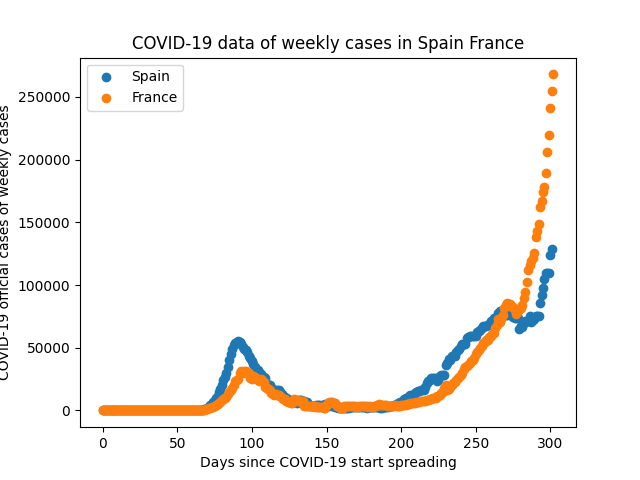 COVID-19 data of weekly cases in Spain France
Spain
France
COVID-19 official cases of weekly cases
250000
200000
150000
100000
50000
0
0 50 100 150 200 250 300
Days since COVID-19 start spreading